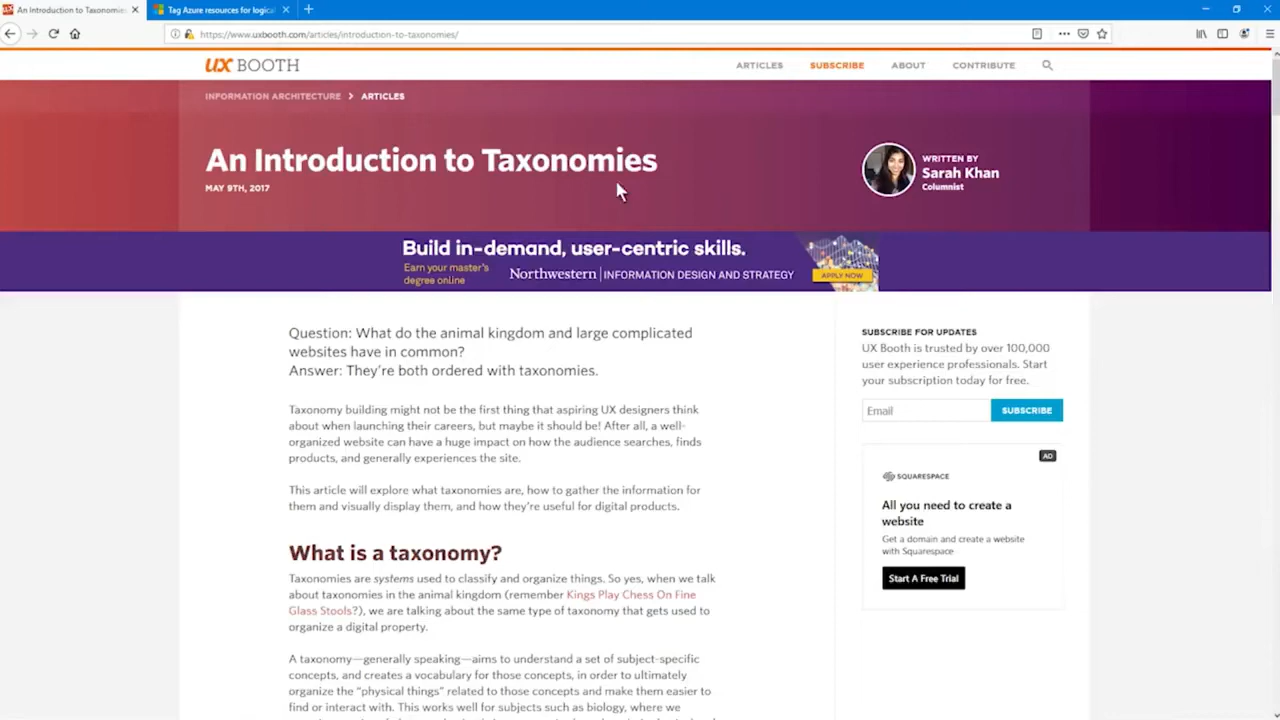 An Introduction to Taxonomies
Tag Azure resources for logical
https://www.uxbooth.com/articles/introduction-to-taxonomies/
UX BOOTH
ARTICLES
SUBSCRIBE
ABOUT
CONTRIBUTE
INFORMATION ARCHITECTURE > ARTICLES
An Introduction to Taxonomies
MAY 9TH, 2017
WRITTEN BY
Sarah Khan
Columnist
Build in-demand, user-centric skills.
Earn your master's
degree online
Northwestern | INFORMATION DESIGN AND STRATEGY
APPLY NOW
Question: What do the animal kingdom and large complicated
websites have in common?
Answer: They're both ordered with taxonomies.
Taxonomy building might not be the first thing that aspiring UX designers think
about when launching their careers, but maybe it should be! After all, a well-
organized website can have a huge impact on how the audience searches, finds
products, and generally experiences the site.
This article will explore what taxonomies are, how to gather the information for
them and visually display them, and how they're useful for digital products.
What is a taxonomy?
Taxonomies are systems used to classify and organize things. So yes, when we talk
about taxonomies in the animal kingdom (remember Kings Play Chess On Fine
Glass Stools?), we are talking about the same type of taxonomy that gets used to
organize a digital property.
A taxonomy—generally speaking—aims to understand a set of subject-specific
concepts, and creates a vocabulary for those concepts, in order to ultimately
organize the "physical things" related to those concepts and make them easier to
find or interact with. This works well for subjects such as biology, where we
SUBSCRIBE FOR UPDATES
UX Booth is trusted by over 100,000
user experience professionals. Start
your subscription today for free.
Email
SUBSCRIBE
AD
SQUARESPACE
All you need to create a
website
Get a domain and create a website
with Squarespace
Start A Free Trial